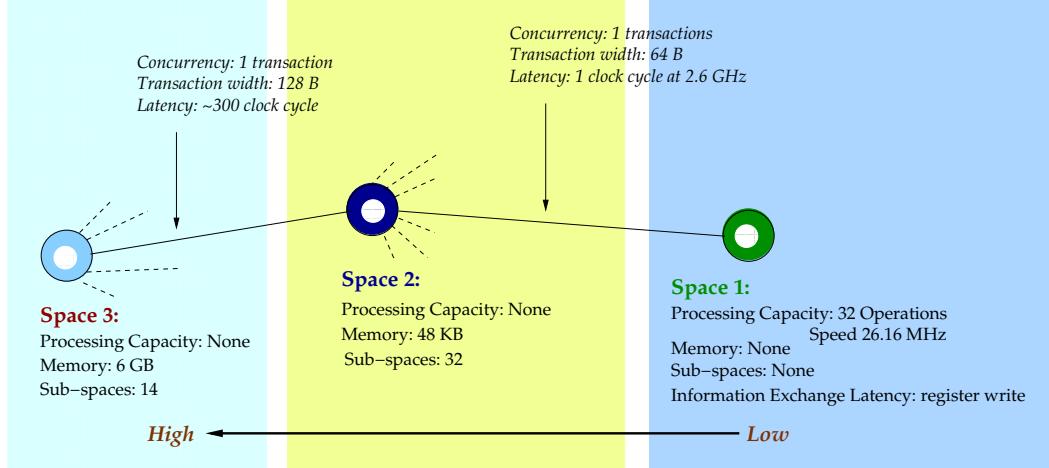 Concurrency: 1 transaction
Transaction width: 128 B
Latency: ~300 clock cycle
Concurrency: 1 transactions
Transaction width: 64 B
Latency: 1 clock cycle at 2.6 GHz
Space 3:
Processing Capacity: None
Memory: 6 GB
Sub−spaces: 14
Space 2:
Processing Capacity: None
Memory: 48 KB
Sub−spaces: 32
Space 1:
Processing Capacity: 32 Operations
Speed 26.16 MHz
Memory: None
Sub−spaces: None
Information Exchange Latency: register write
High
Low